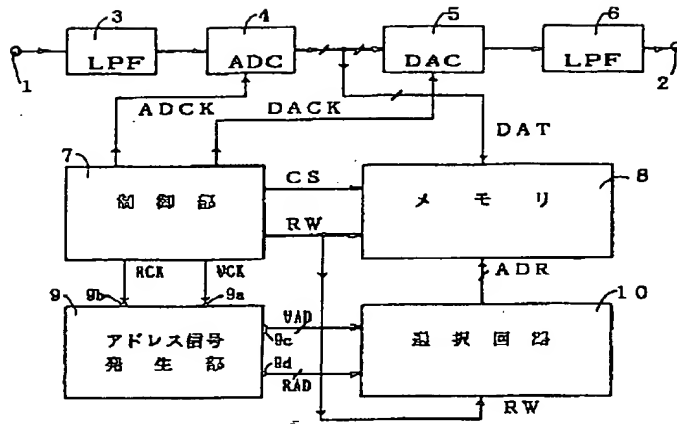 3
4
5
6
LPF
ADC
DAC
LPF
1
2
ADCK
DACK
DAT
7
8
制御部
CS
メモリ
RW
RCK
WCK
ADR
9
9b
9a
10
アドレス信号
発生部
WAD
9c
9d
RAD
選択回路
RW